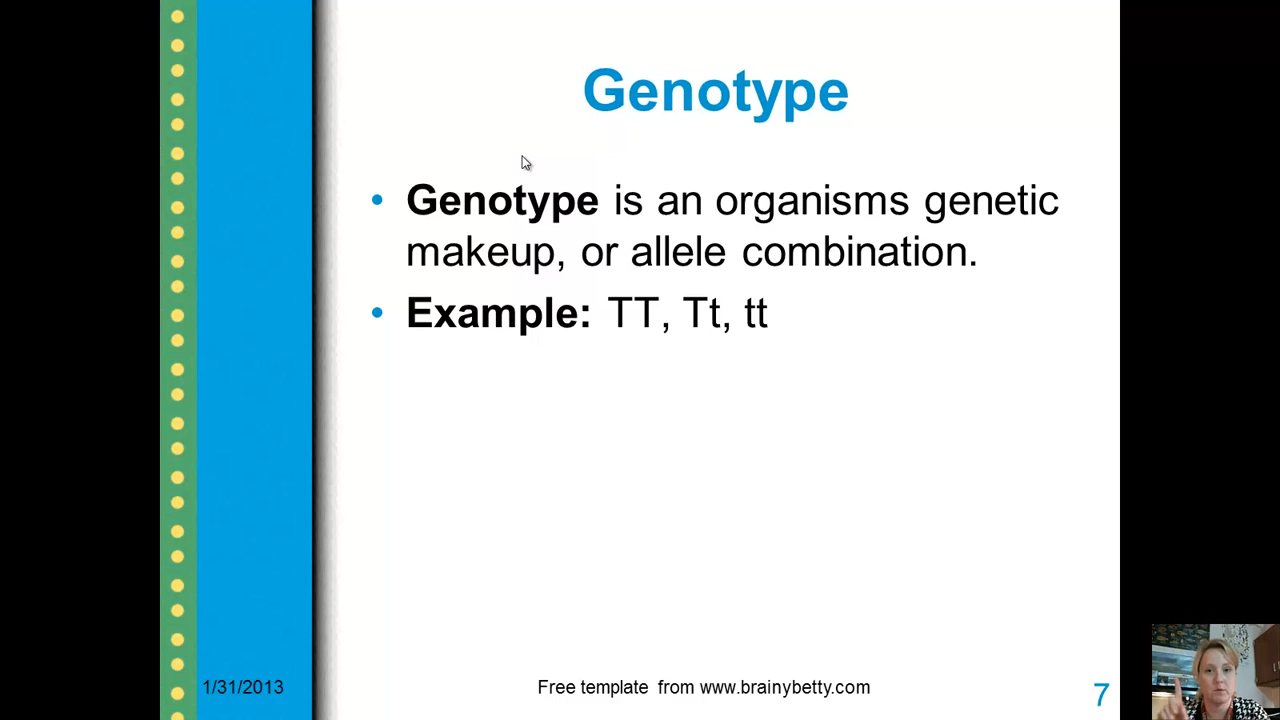 Genotype
• Genotype is an organisms genetic
makeup, or allele combination.
• Example: TT, Tt, tt
1/31/2013
Free template from www.brainybetty.com
7